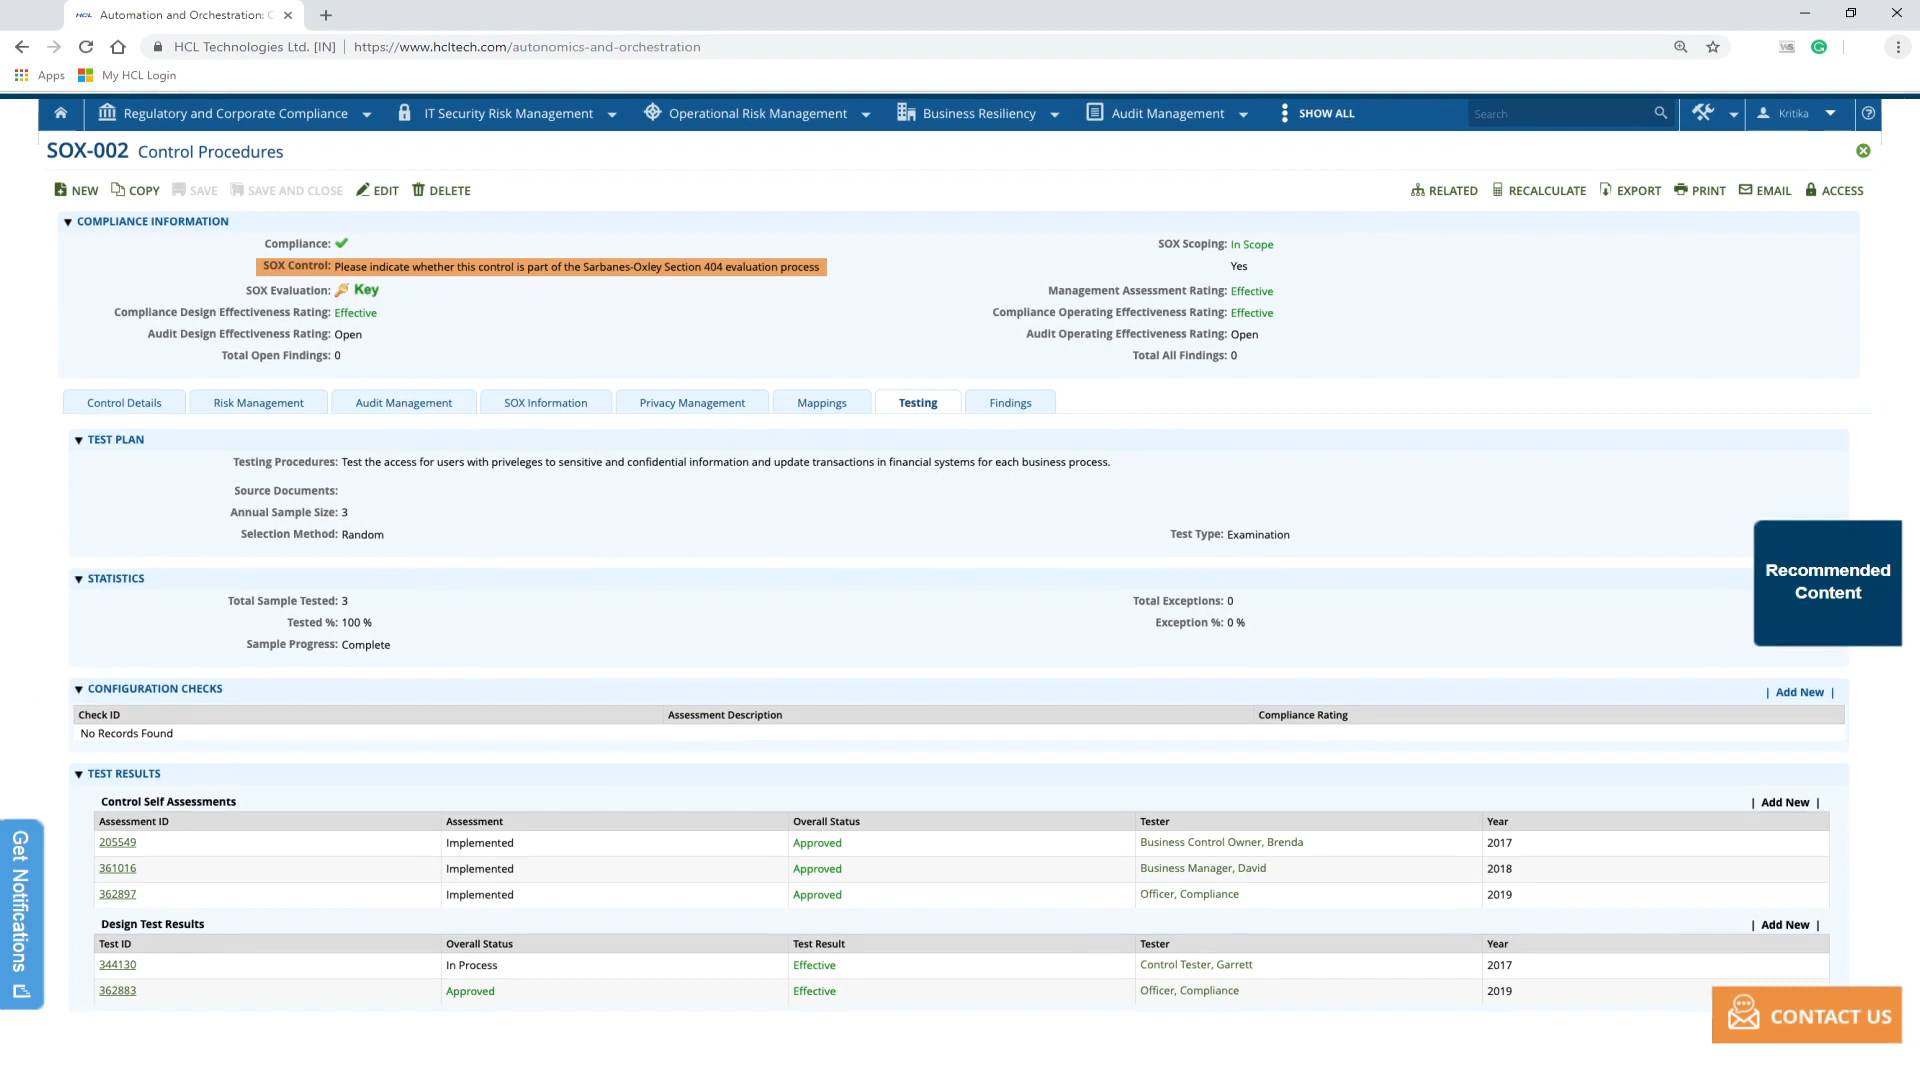 HCL Automation and Orchestration: C
HCL Technologies Ltd. [IN] | https://www.hcltech.com/autonomics-and-orchestration
Apps My HCL Login
Regulatory and Corporate Compliance IT Security Risk Management Operational Risk Management Business Resiliency Audit Management SHOW ALL Search Kritika
SOX-002 Control Procedures
NEW COPY SAVE SAVE AND CLOSE EDIT DELETE RELATED RECALCULATE EXPORT PRINT EMAIL ACCESS
COMPLIANCE INFORMATION
Compliance: SOX Scoping: In Scope
SOX Control: Please indicate whether this control is part of the Sarbanes-Oxley Section 404 evaluation process Yes
SOX Evaluation: Key Management Assessment Rating: Effective
Compliance Design Effectiveness Rating: Effective Compliance Operating Effectiveness Rating: Effective
Audit Design Effectiveness Rating: Open Audit Operating Effectiveness Rating: Open
Total Open Findings: 0 Total All Findings: 0
Control Details Risk Management Audit Management SOX Information Privacy Management Mappings Testing Findings
TEST PLAN
Testing Procedures: Test the access for users with priveleges to sensitive and confidential information and update transactions in financial systems for each business process.
Source Documents:
Annual Sample Size: 3
Selection Method: Random Test Type: Examination
Recommended
Content
STATISTICS
Total Sample Tested: 3 Total Exceptions: 0
Tested %: 100 % Exception %: 0 %
Sample Progress: Complete
CONFIGURATION CHECKS | Add New |
Check ID Assessment Description Compliance Rating
No Records Found
TEST RESULTS
Control Self Assessments | Add New |
Assessment ID Assessment Overall Status Tester Year
205549 Implemented Approved Business Control Owner, Brenda 2017
361016 Implemented Approved Business Manager, David 2018
362897 Implemented Approved Officer, Compliance 2019
Design Test Results | Add New |
Test ID Overall Status Test Result Tester Year
344130 In Process Effective Control Tester, Garrett 2017
362883 Approved Effective Officer, Compliance 2019
Get Notifications
CONTACT US